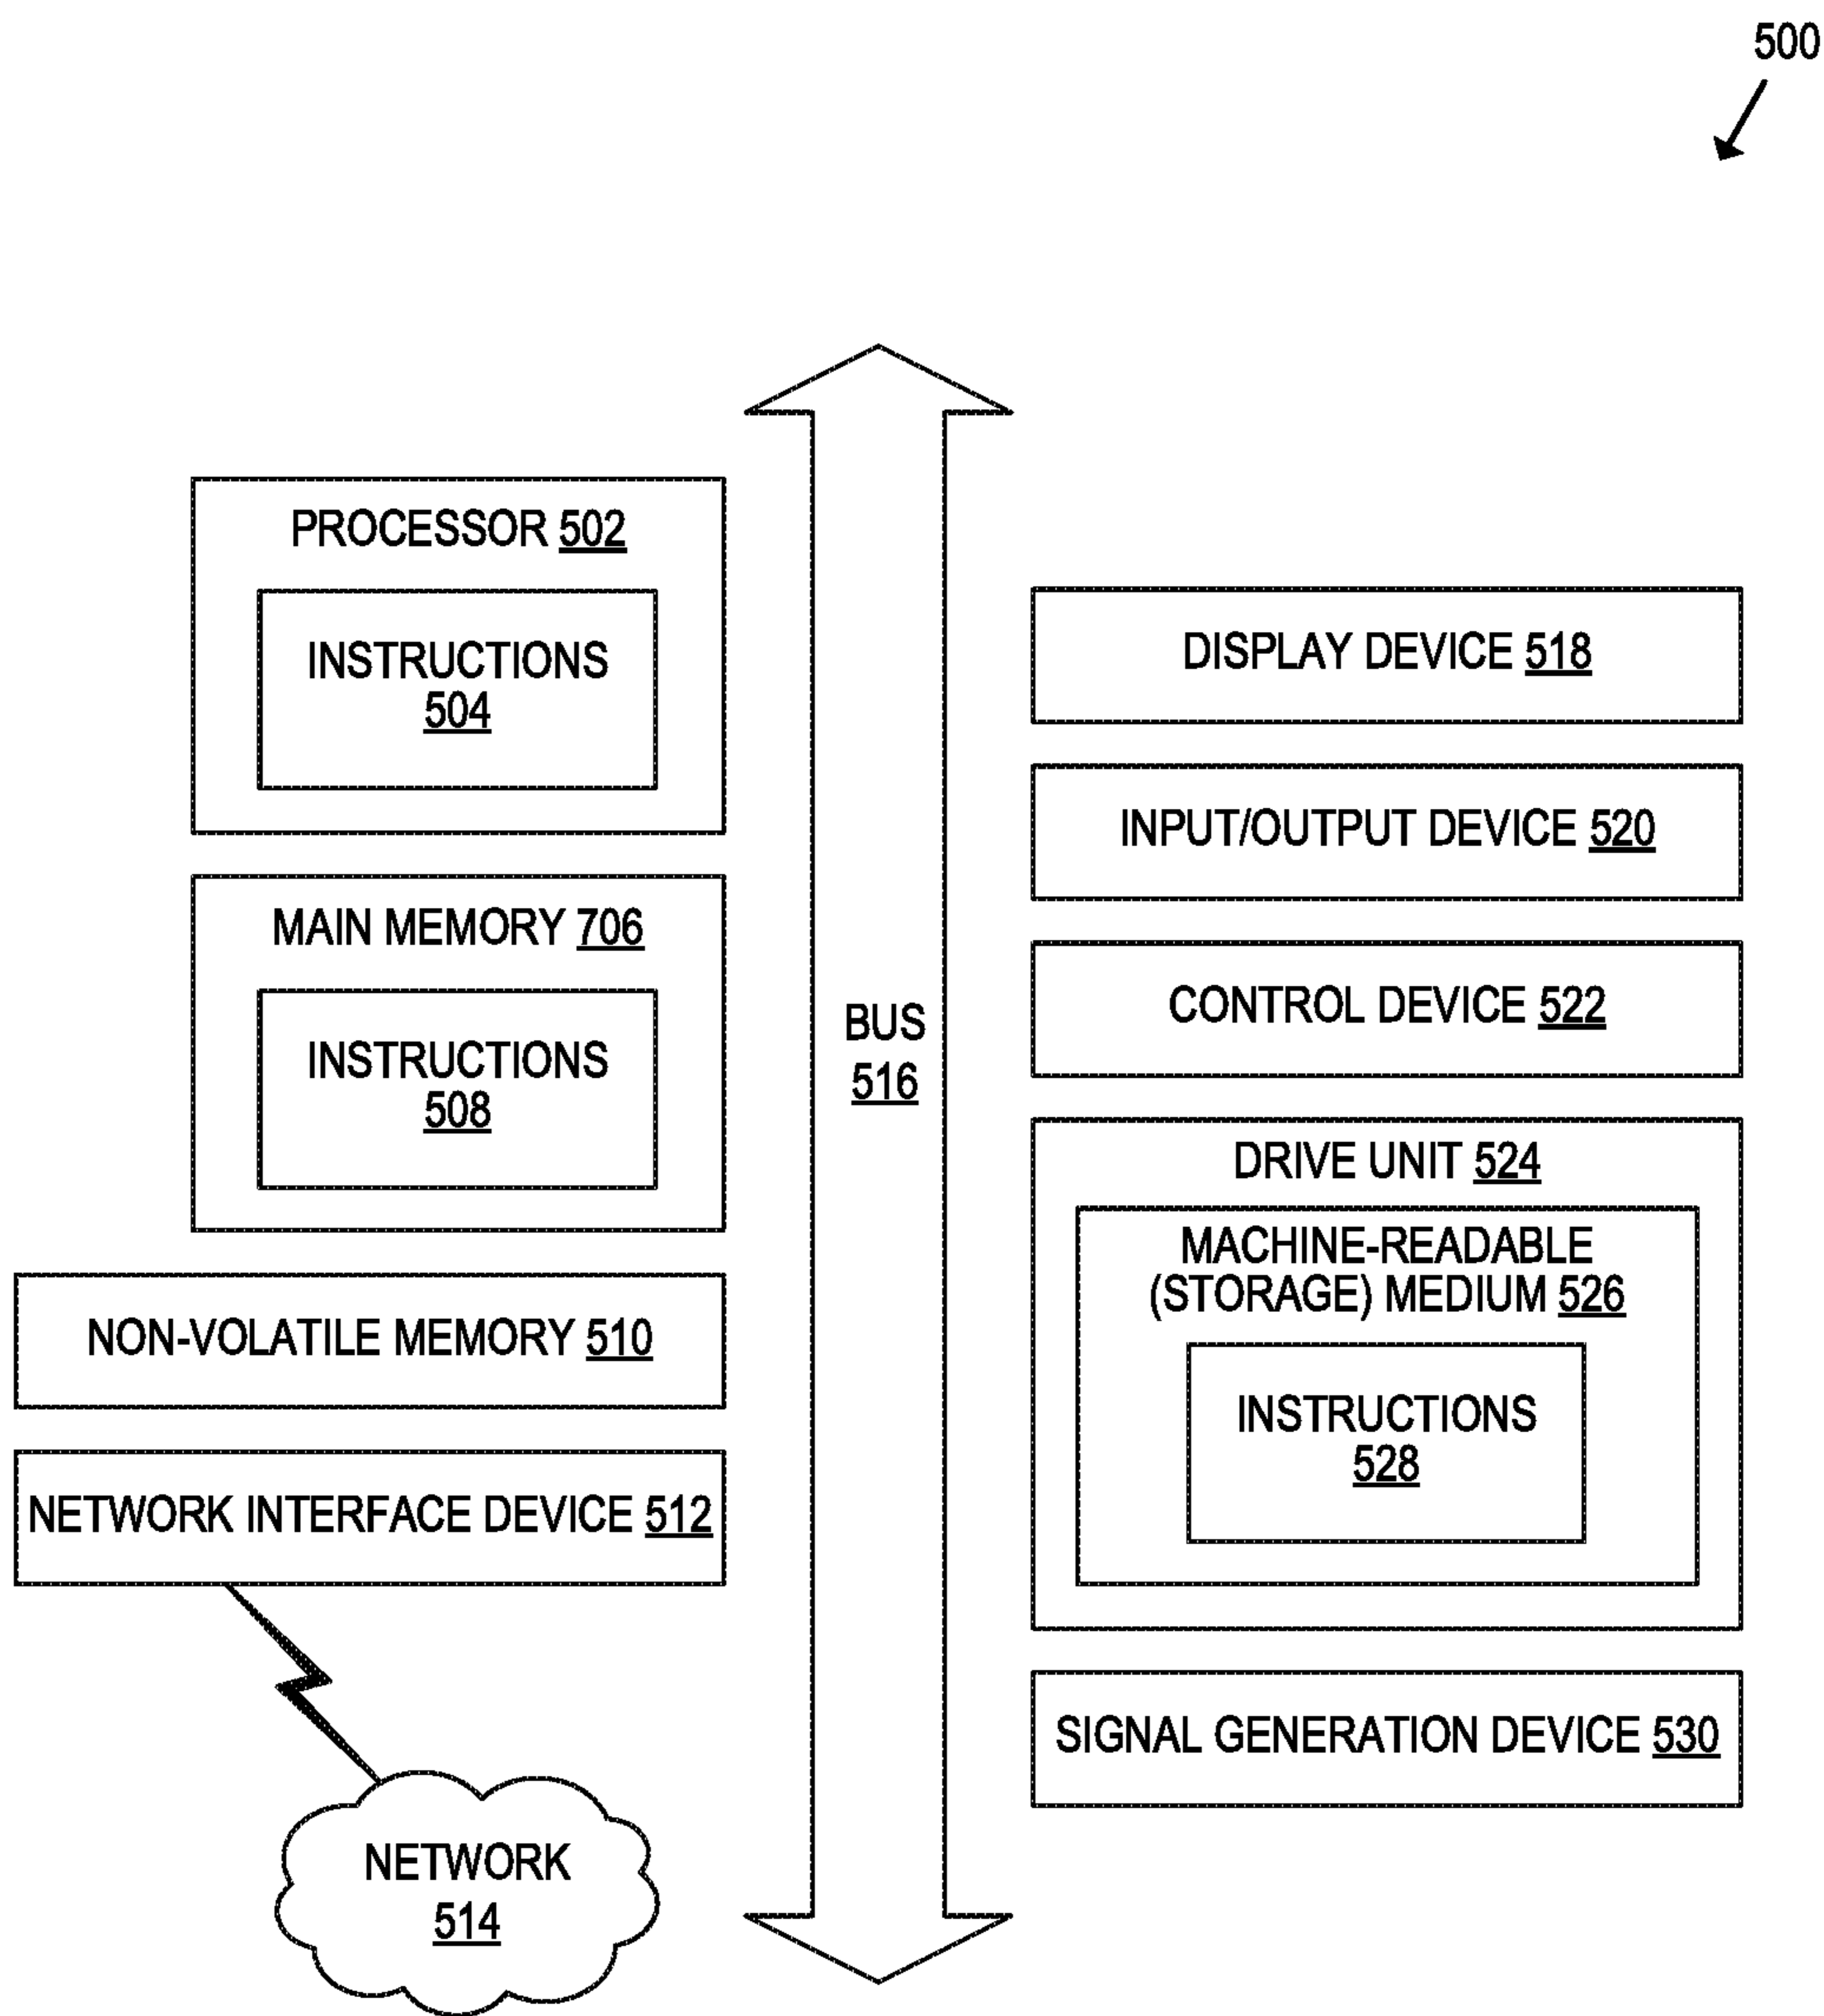 500
PROCESSOR 502
INSTRUCTIONS
504
MAIN MEMORY 706
INSTRUCTIONS
508
NON-VOLATILE MEMORY 510
NETWORK INTERFACE DEVICE 512
NETWORK
514
BUS
516
DISPLAY DEVICE 518
INPUT/OUTPUT DEVICE 520
CONTROL DEVICE 522
DRIVE UNIT 524
MACHINE-READABLE
(STORAGE) MEDIUM 526
INSTRUCTIONS
528
SIGNAL GENERATION DEVICE 530